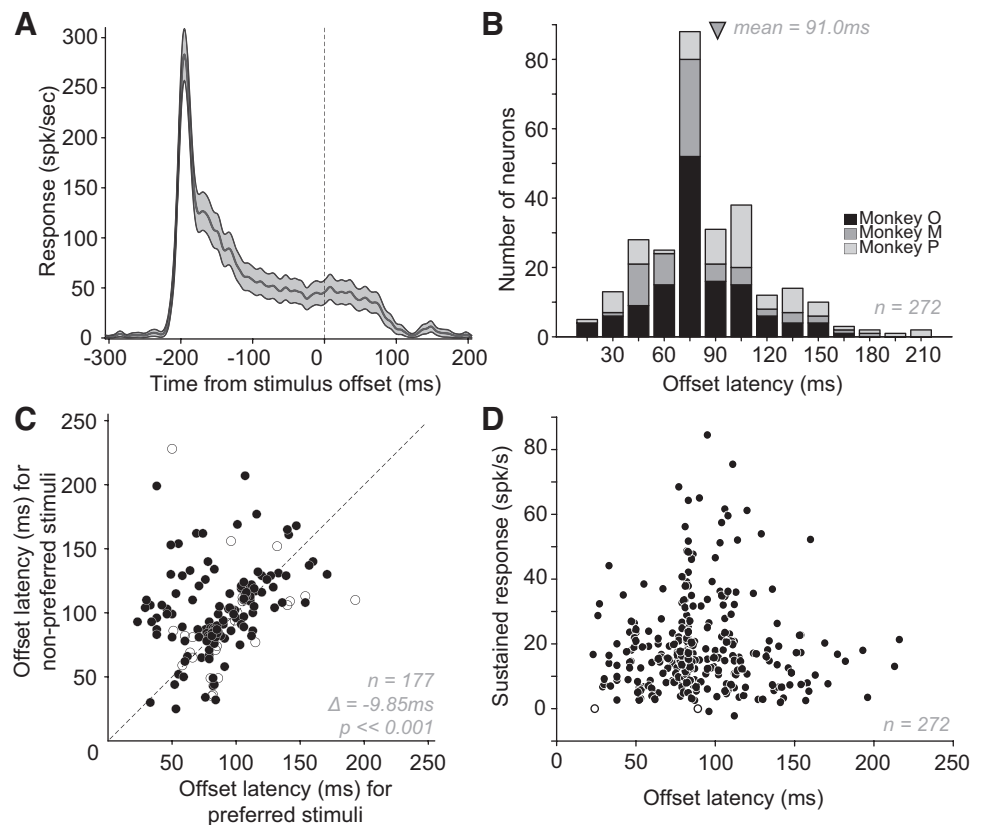 A
Response (spk/sec)
300
250
200
150
100
50
0
-300
-200
-100
0
100
200
Time from stimulus offset (ms)
B
mean = 91.0ms
Number of neurons
80
60
40
20
0
Monkey O
Monkey M
Monkey P
n = 272
30
60
90
120
150
180
210
Offset latency (ms)
C
Offset latency (ms) for
non-preferred stimuli
250
200
150
100
50
0
n = 177
Δ = -9.85ms
p << 0.001
50
100
150
200
250
Offset latency (ms) for
preferred stimuli
D
Sustained response (spk/s)
80
60
40
20
0
n = 272
0
50
100
150
200
250
Offset latency (ms)